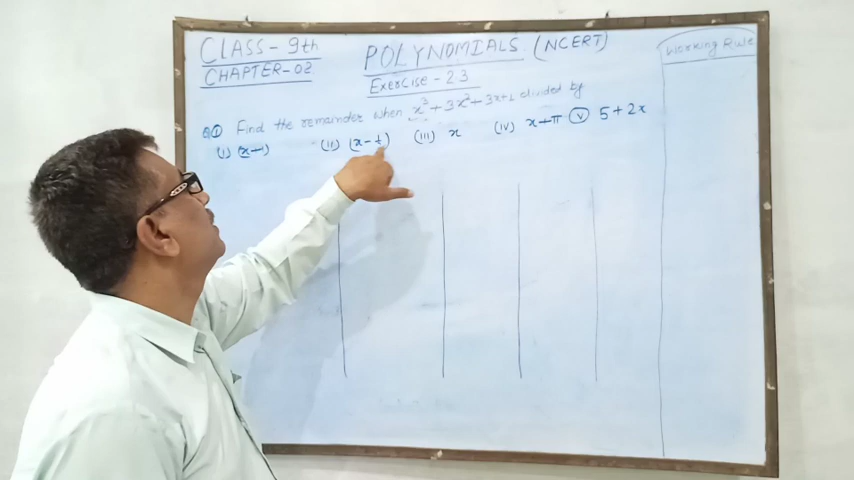 CLASS - 9th
CHAPTER - 02
POLYNOMIALS (NCERT)
Exercise - 2.3
Working Rule
Q① Find the remainder when x³ + 3x² + 3x+1 divided by
(i) (x+1) (ii) (x - ½) (iii) x (iv) x+π ⓥ 5 + 2x